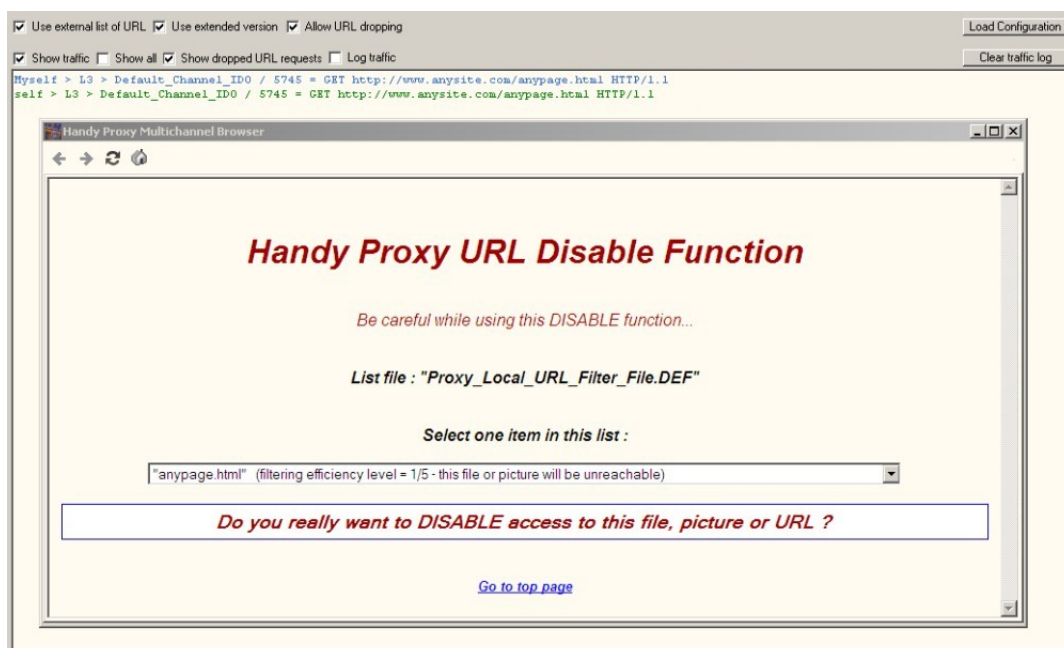 Use external list of URL Use extended version Allow URL dropping Load Configuration
Show traffic Show all Show dropped URL requests Log traffic Clear traffic log
Myself > L3 > Default_Channel_ID0 / 5745 = GET http://www.anysite.com/anypage.html HTTP/1.1
self > L3 > Default_Channel_ID0 / 5745 = GET http://www.anysite.com/anypage.html HTTP/1.1
Handy Proxy Multichannel Browser
Handy Proxy URL Disable Function
Be careful while using this DISABLE function...
List file : "Proxy_Local_URL_Filter_File.DEF"
Select one item in this list :
"anypage.html" (filtering efficiency level = 1/5 - this file or picture will be unreachable)
Do you really want to DISABLE access to this file, picture or URL ?
Go to top page